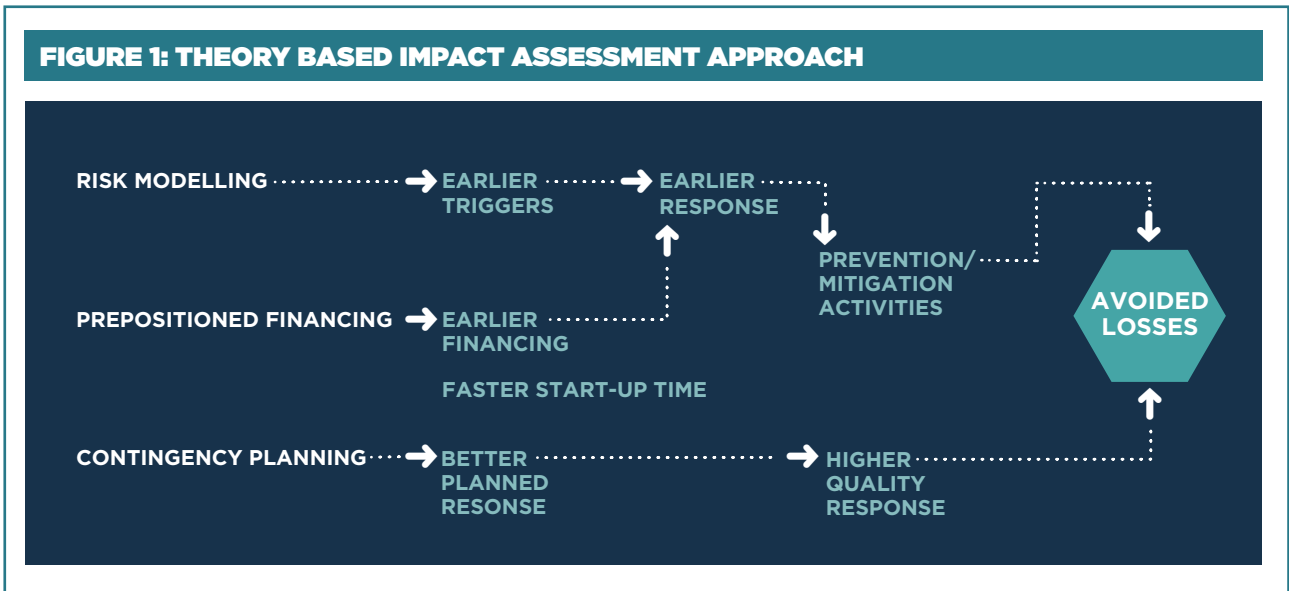 FIGURE 1: THEORY BASED IMPACT ASSESSMENT APPROACH
RISK MODELLING
EARLIER
TRIGGERS
EARLIER
RESPONSE
PREVENTION/
MITIGATION
ACTIVITIES
AVOIDED
LOSSES
PREPOSITIONED FINANCING
EARLIER
FINANCING
FASTER START-UP TIME
CONTINGENCY PLANNING
BETTER
PLANNED
RESONSE
HIGHER
QUALITY
RESPONSE